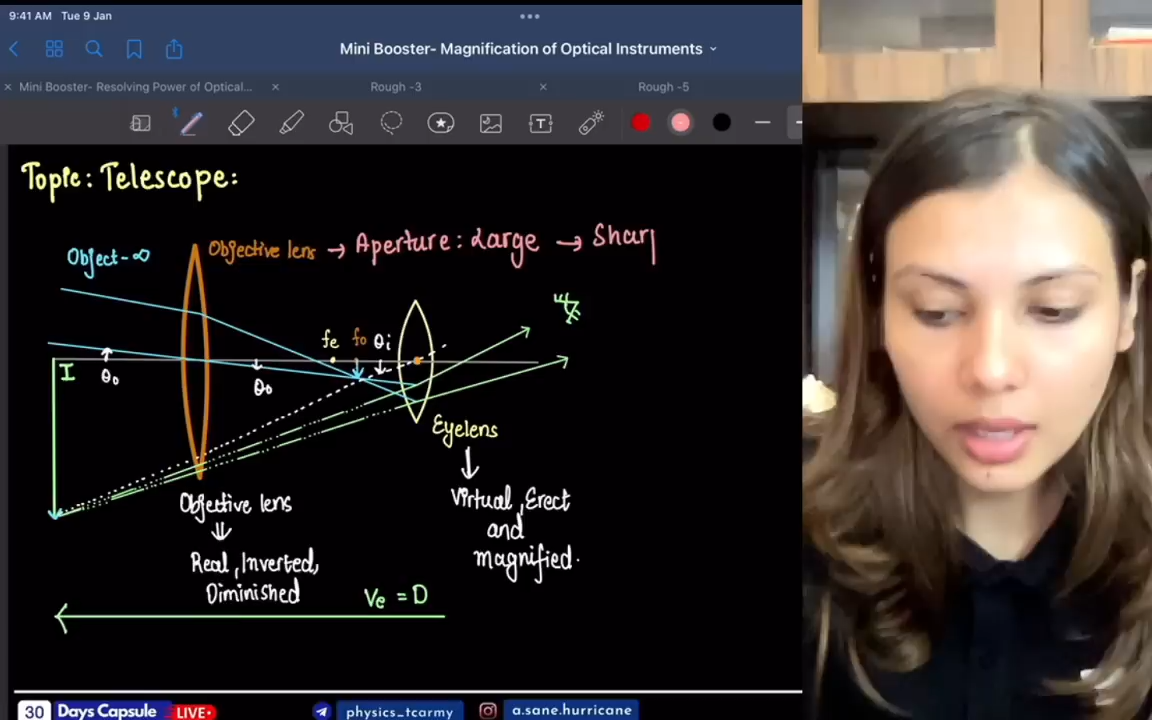 9:41 AM Tue 9 Jan
Mini Booster- Magnification of Optical Instruments
Mini Booster- Resolving Power of Optical...
Rough -3
Rough -5
Topic: Telescope:
Object-∞
Objective lens → Aperture: Large → Shar
fe
fo
θi
I
θo
θo
Eyelens
Objective lens
Real, Inverted,
Diminished
Virtual, Erect
and
magnified.
Ve = D
30 Days Capsule LIVE
physics_tcarmy
a.sane.hurricane